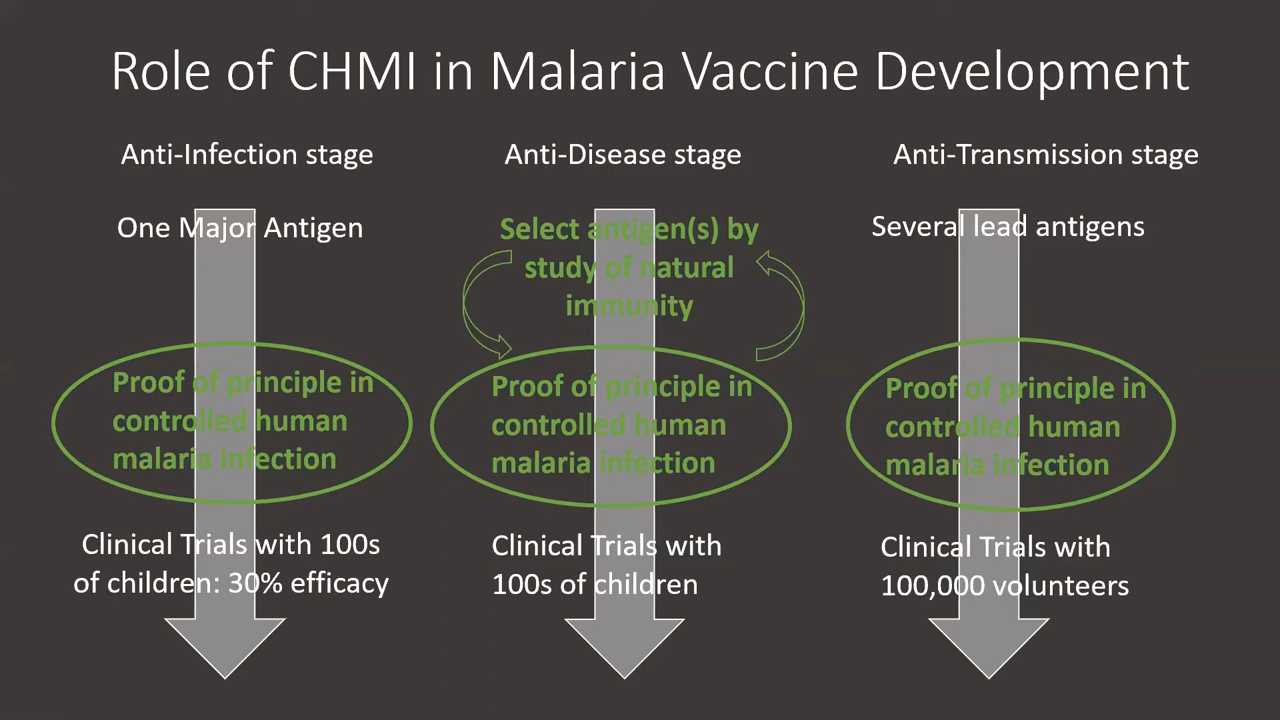 Role of CHMI in Malaria Vaccine Development
Anti-Infection stage
One Major Antigen
Proof of principle in
controlled human
malaria infection
Clinical Trials with 100s
of children: 30% efficacy
Anti-Disease stage
Select antigen(s) by
study of natural
immunity
Proof of principle in
controlled human
malaria infection
Clinical Trials with
100s of children
Anti-Transmission stage
Several lead antigens
Proof of principle in
controlled human
malaria infection
Clinical Trials with
100,000 volunteers